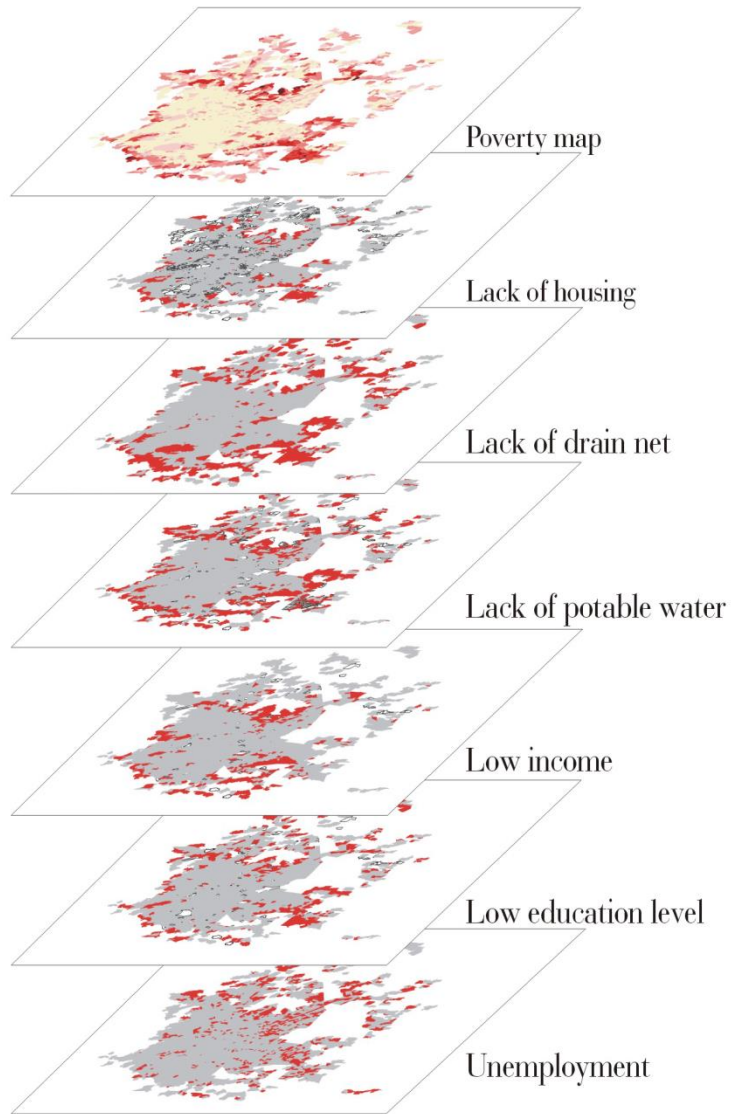 Poverty map
Lack of housing
Lack of drain net
Lack of potable water
Low income
Low education level
Unemployment